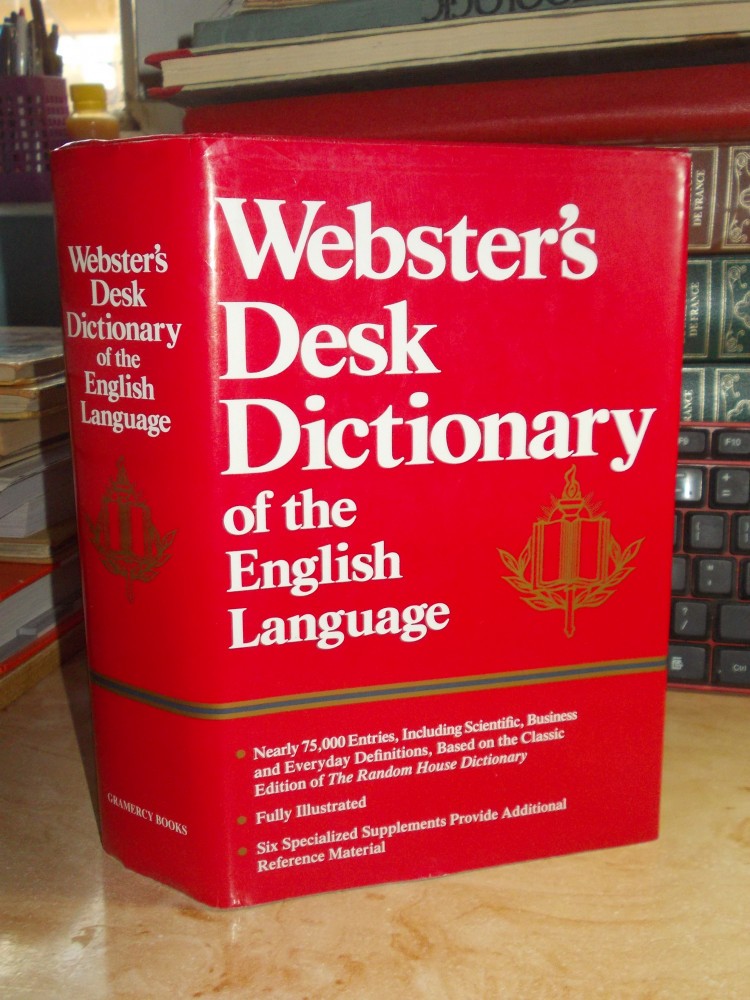 Webster's
Desk
Dictionary
of the
English
Language
GRAMERCY BOOKS
Webster's
Desk
Dictionary
of the
English
Language
• Nearly 75,000 Entries, Including Scientific, Business
and Everyday Definitions, Based on the Classic
Edition of The Random House Dictionary
• Fully Illustrated
• Six Specialized Supplements Provide Additional
Reference Material
DE FRANCE
DE FRANCE
F9
F10
Ctrl